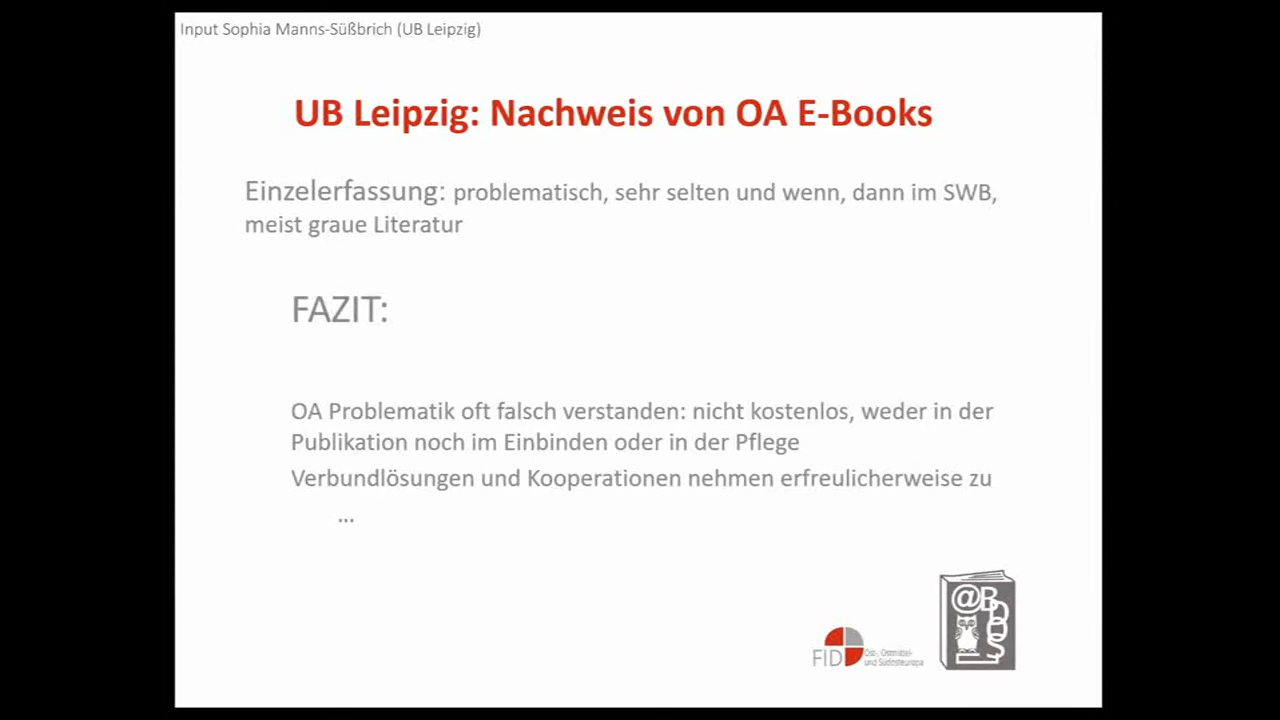 Input Sophia Manns-Süßbrich (UB Leipzig)
UB Leipzig: Nachweis von OA E-Books
Einzelerfassung: problematisch, sehr selten und wenn, dann im SWB,
meist graue Literatur
FAZIT:
OA Problematik oft falsch verstanden: nicht kostenlos, weder in der
Publikation noch im Einbinden oder in der Pflege
Verbundlösungen und Kooperationen nehmen erfreulicherweise zu
...
@BDOS
FID Ost-, Ostmittel-
und Südosteuropa